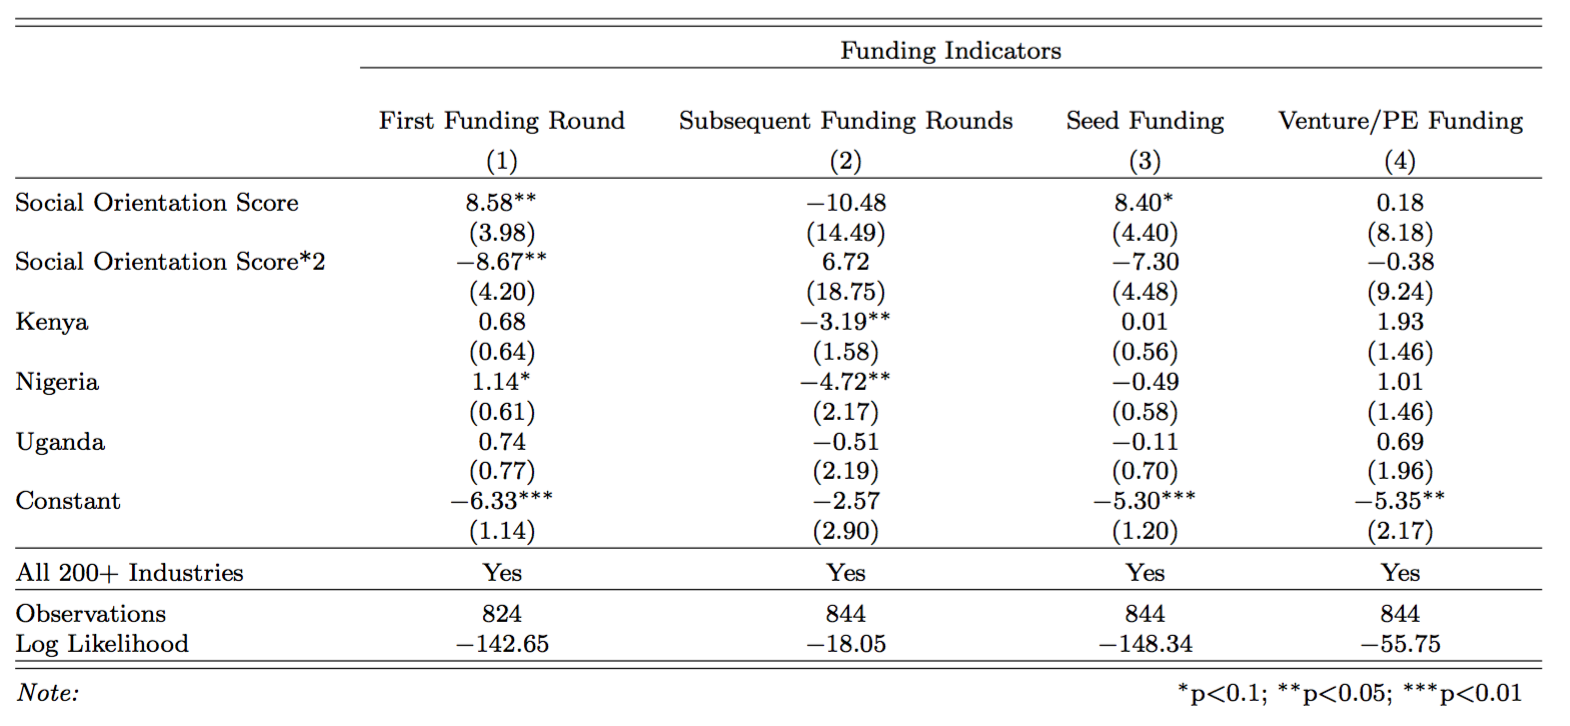 Funding Indicators
First Funding Round Subsequent Funding Rounds Seed Funding Venture/PE Funding
(1) (2) (3) (4)
Social Orientation Score 8.58** −10.48 8.40* 0.18
(3.98) (14.49) (4.40) (8.18)
Social Orientation Score*2 −8.67** 6.72 −7.30 −0.38
(4.20) (18.75) (4.48) (9.24)
Kenya 0.68 −3.19** 0.01 1.93
(0.64) (1.58) (0.56) (1.46)
Nigeria 1.14* −4.72** −0.49 1.01
(0.61) (2.17) (0.58) (1.46)
Uganda 0.74 −0.51 −0.11 0.69
(0.77) (2.19) (0.70) (1.96)
Constant −6.33*** −2.57 −5.30*** −5.35**
(1.14) (2.90) (1.20) (2.17)
All 200+ Industries Yes Yes Yes Yes
Observations 824 844 844 844
Log Likelihood −142.65 −18.05 −148.34 −55.75
Note: *p<0.1; **p<0.05; ***p<0.01